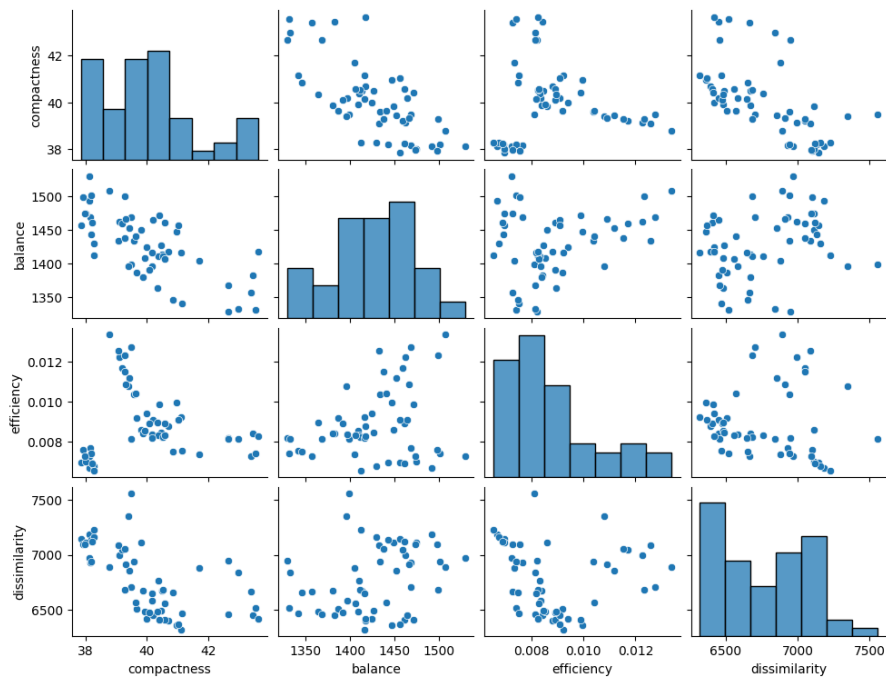 compactness
42
40
38
balance
1500
1450
1400
1350
efficiency
0.012
0.010
0.008
dissimilarity
7500
7000
6500
38 40 42 1350 1400 1450 1500 0.008 0.010 0.012 6500 7000 7500
compactness balance efficiency dissimilarity